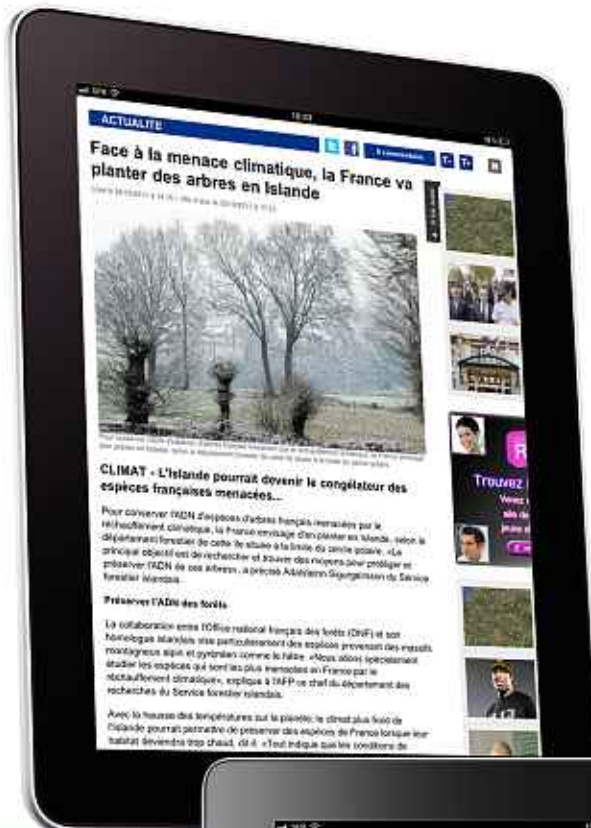 ACTUALITE
Face à la menace climatique, la France va
planter des arbres en Islande
CLIMAT - L'Islande pourrait devenir le congélateur des
espèces françaises menacées...
Pour conserver l'ADN d'espèces d'arbres français menacées par le
réchauffement climatique, la France envisage d'en planter en Islande, selon le
département forestier de cette île située à la limite du cercle polaire. «Le
principal objectif est de rechercher et trouver des moyens pour protéger et
préserver l'ADN de ces arbres», a précisé Adalsteinn Sigurgeirsson du Service
forestier islandais.
Préserver l'ADN des forêts
La collaboration entre l'Office national français des forêts (ONF) et son
homologue islandais vise particulièrement des espèces provenant des massifs
montagneux alpin et pyrénéen comme le hêtre. «Nous allons spécialement
étudier les espèces qui sont les plus menacées en France par le
réchauffement climatique», explique à l'AFP ce chef du département des
recherches du Service forestier islandais.
Avec la hausse des températures sur la planète, le climat plus froid de
l'Islande pourrait permettre de préserver des espèces de France lorsque leur
habitat deviendra trop chaud, dit-il. «Tout indique que les conditions de
T-
T+
R
Trouvez
Venez